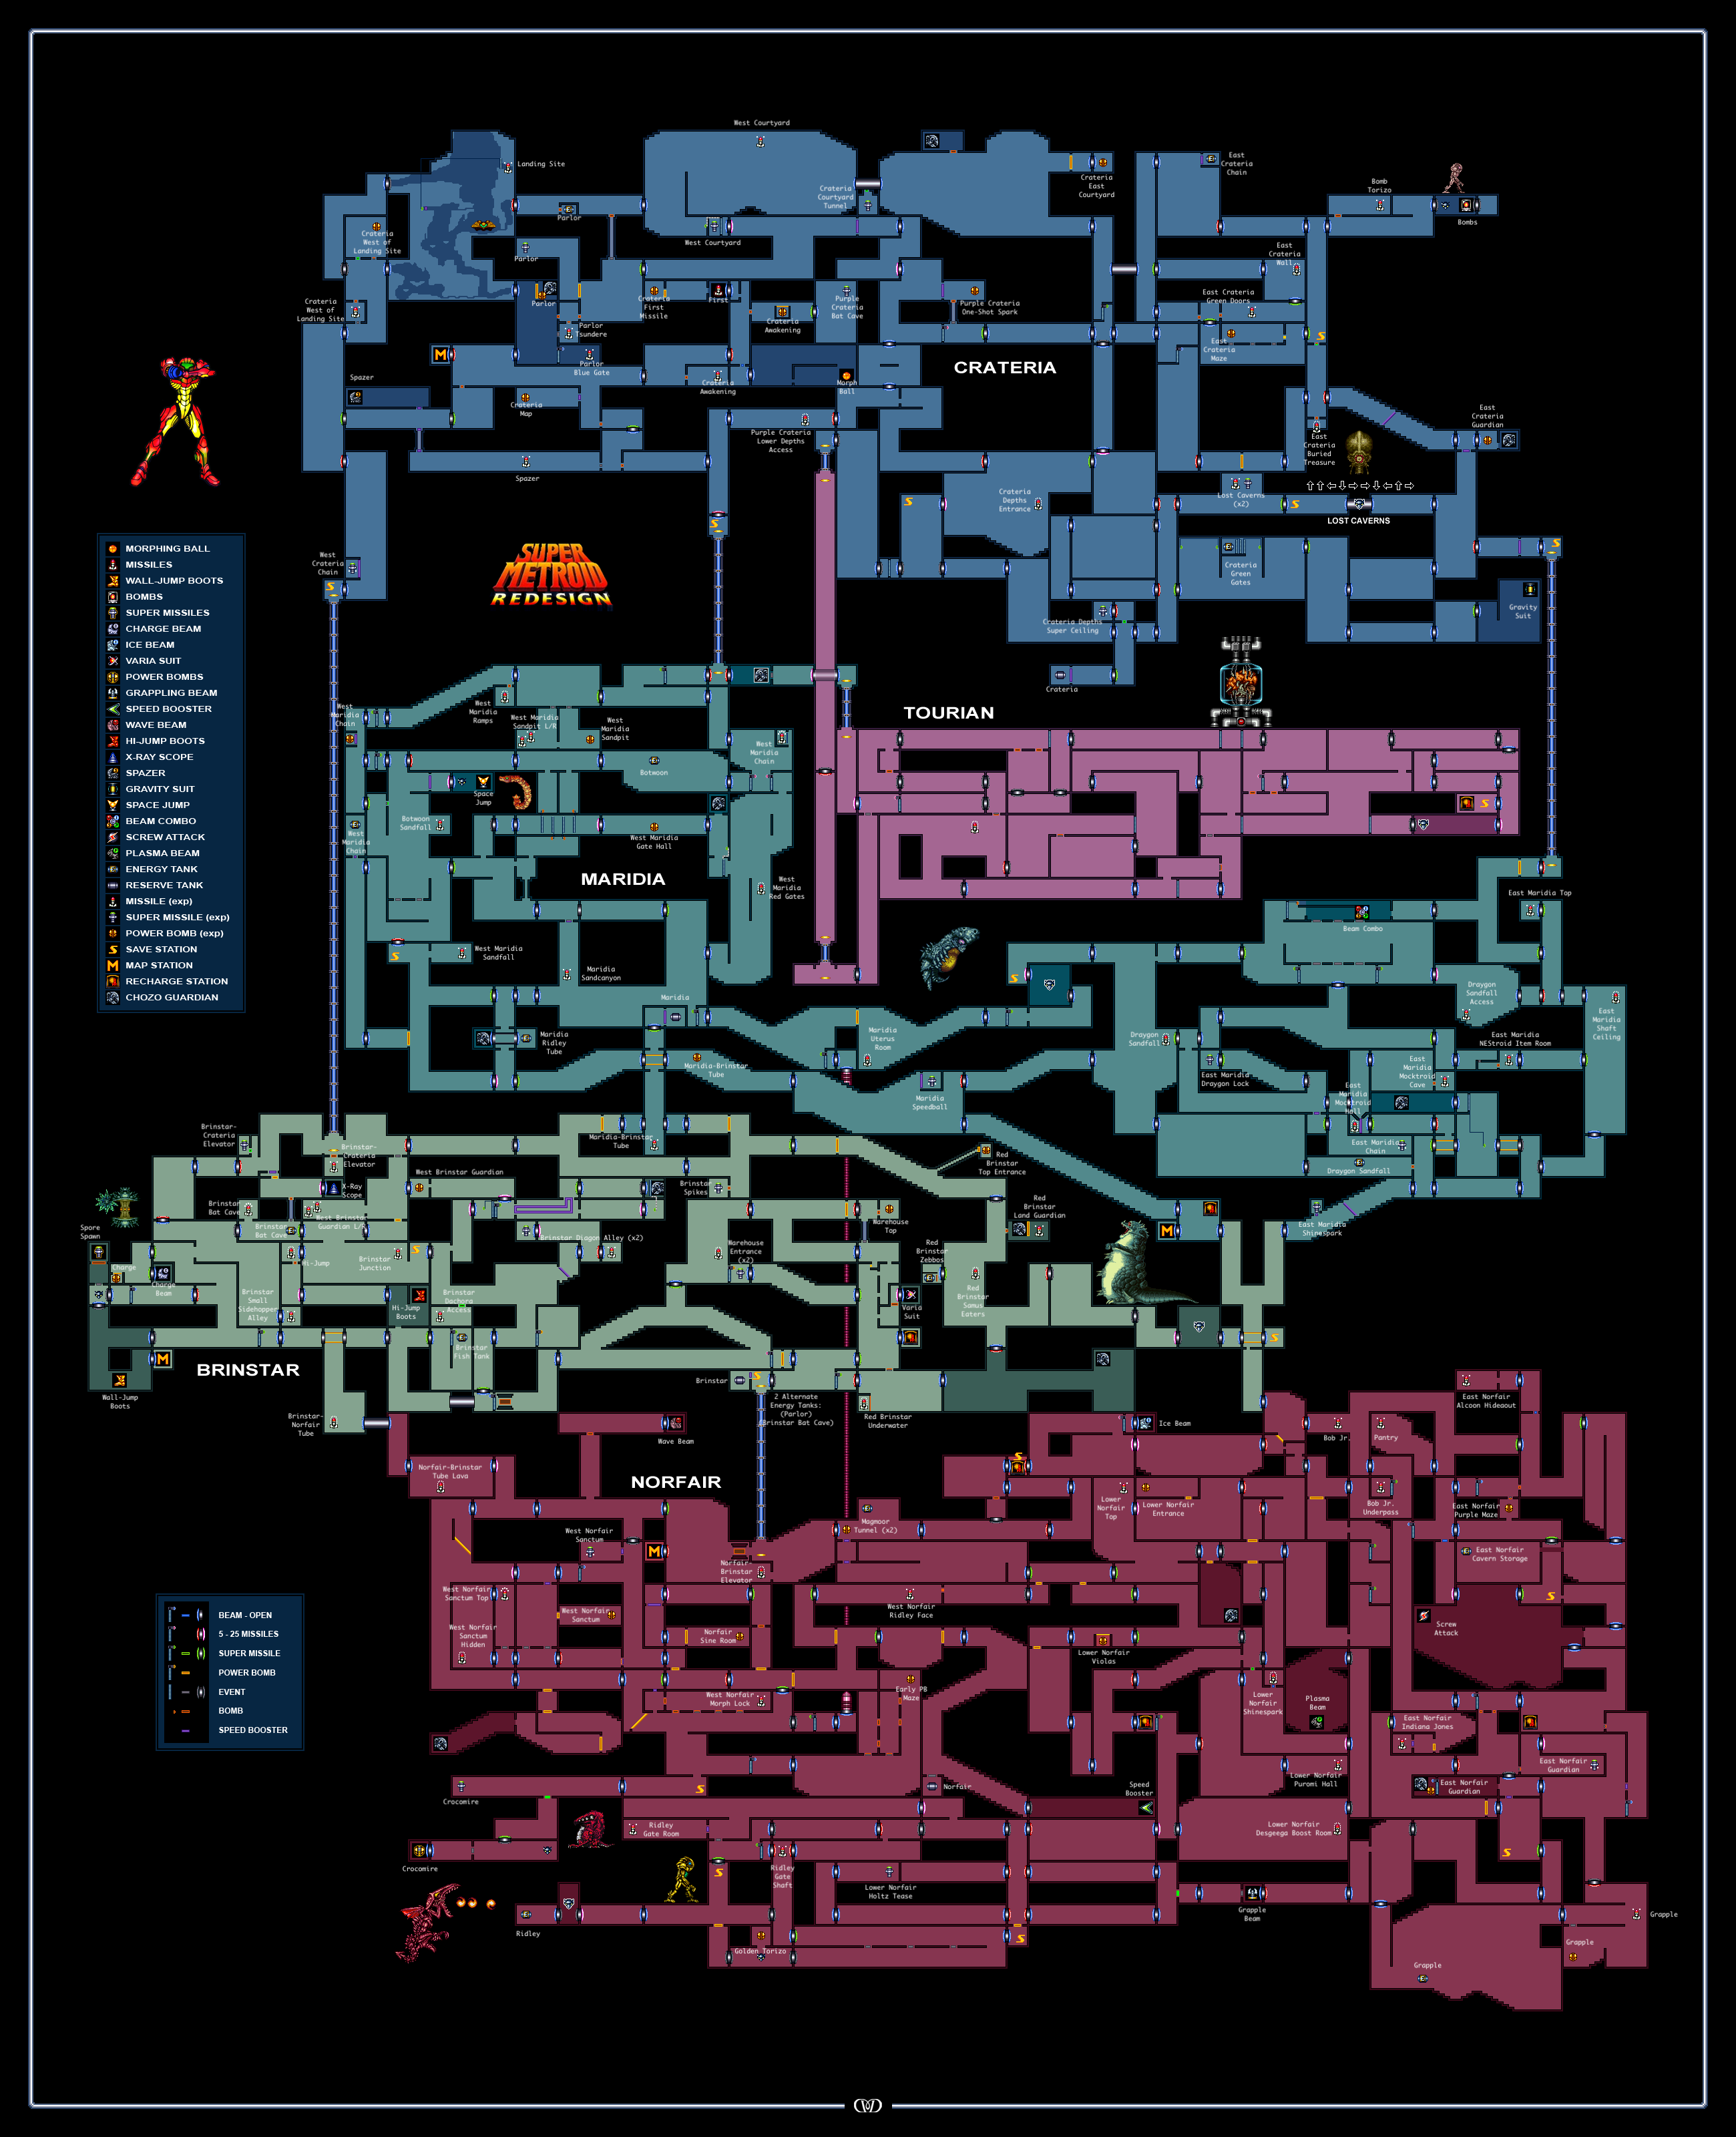 West Courtyard
Landing Site
East
Crateria
Chain
Crateria
East
Courtyard
Bomb
Torizo
Crateria
Courtyard
Tunnel
Parlor
Bombs
Crateria
West of
Landing Site
West Courtyard
Parlor
East
Crateria
Wall
Crateria
West of
Landing Site
Parlor
Crateria
First
Missile
First
Purple
Crateria
Bat Cave
Purple Crateria
One-Shot Spark
East Crateria
Green Doors
Crateria
Awakening
Parlor
Tsundere
East
Crateria
Maze
Parlor
Blue Gate
CRATERIA
Spazer
Crateria
Awakening
Morph
Ball
Crateria
Map
East
Crateria
Guardian
Purple Crateria
Lower Depths
Access
East
Crateria
Buried
Treasure
Spazer
Crateria
Depths
Entrance
Lost Caverns
(x2)
LOST CAVERNS
SUPER
METROID
REDESIGN
West
Crateria
Chain
Crateria
Green
Gates
Gravity
Suit
Crateria Depths
Super Ceiling
Crateria
MORPHING BALL
MISSILES
WALL-JUMP BOOTS
BOMBS
SUPER MISSILES
CHARGE BEAM
ICE BEAM
VARIA SUIT
POWER BOMBS
GRAPPLING BEAM
SPEED BOOSTER
WAVE BEAM
HI-JUMP BOOTS
X-RAY SCOPE
SPAZER
GRAVITY SUIT
SPACE JUMP
BEAM COMBO
SCREW ATTACK
PLASMA BEAM
ENERGY TANK
RESERVE TANK
MISSILE (exp)
SUPER MISSILE (exp)
POWER BOMB (exp)
SAVE STATION
MAP STATION
RECHARGE STATION
CHOZO GUARDIAN
TOURIAN
West
Maridia
Chain
West
Maridia
Ramps
West Maridia
Sandpit L/R
West
Maridia
Sandpit
West
Maridia
Chain
Botwoon
Space
Jump
Botwoon
Sandfall
West
Maridia
Chain
West Maridia
Gate Hall
MARIDIA
West
Maridia
Red Gates
East Maridia Top
Beam Combo
West Maridia
Sandfall
Maridia
Sandcanyon
Draygon
Sandfall
Access
Maridia
East
Maridia
Shaft
Ceiling
Maridia
Ridley
Tube
Maridia
Uterus
Room
Draygon
Sandfall
East Maridia
NEStroid Item Room
Maridia-Brinstar
Tube
East Maridia
Draygon Lock
East
Maridia
Mocktroid
Cave
Maridia
Speedball
East
Maridia
Mocktroid
Hall
Maridia-Brinstar
Tube
East Maridia
Chain
Draygon Sandfall
East Maridia
Shinespark
Brinstar-
Crateria
Elevator
Brinstar-
Crateria
Elevator
West Brinstar Guardian
X-Ray
Scope
Brinstar
Spikes
Red
Brinstar
Top Entrance
Brinstar
Bat Cave
West Brinstar
Guardian L/R
Brinstar
Bat Cave
Red
Brinstar
Land Guardian
Warehouse
Top
Spore
Spawn
Brinstar Diagon Alley (x2)
Warehouse
Entrance
(x2)
Red
Brinstar
Zebbos
Hi-Jump
Brinstar
Junction
Charge
Charge
Beam
Brinstar
Small
Sidehopper
Alley
Hi-Jump
Boots
Brinstar
Dachora
Access
Red
Brinstar
Samus
Eaters
Varia
Suit
Brinstar
Fish Tank
BRINSTAR
Wall-Jump
Boots
Brinstar
2 Alternate
Energy Tanks:
(Parlor)
(Brinstar Bat Cave)
Red Brinstar
Underwater
Brinstar-
Norfair
Tube
Wave Beam
Ice Beam
East Norfair
Alcoon Hideout
Bob Jr.
Pantry
Norfair-Brinstar
Tube Lava
NORFAIR
Lower
Norfair
Top
Lower Norfair
Entrance
Bob Jr.
Underpass
East Norfair
Purple Maze
West Norfair
Sanctum
Magmoor
Tunnel (x2)
East Norfair
Cavern Storage
Norfair-
Brinstar
Elevator
West Norfair
Sanctum Top
West Norfair
Sanctum
West Norfair
Ridley Face
West Norfair
Sanctum
Hidden
Norfair
Sine Room
Lower Norfair
Violas
Screw
Attack
BEAM - OPEN
5 - 25 MISSILES
SUPER MISSILE
POWER BOMB
EVENT
BOMB
SPEED BOOSTER
Early PB
Maze
West Norfair
Morph Lock
Lower
Norfair
Shinespark
Plasma
Beam
East Norfair
Indiana Jones
Lower Norfair
Puromi Hall
East Norfair
Guardian
East Norfair
Guardian
Norfair
Speed
Booster
Crocomire
Ridley
Gate Room
Lower Norfair
Desgeega Boost Room
Crocomire
Ridley
Gate
Shaft
Lower Norfair
Holtz Tease
Grapple
Beam
Grapple
Ridley
Golden Torizo
Grapple
Grapple